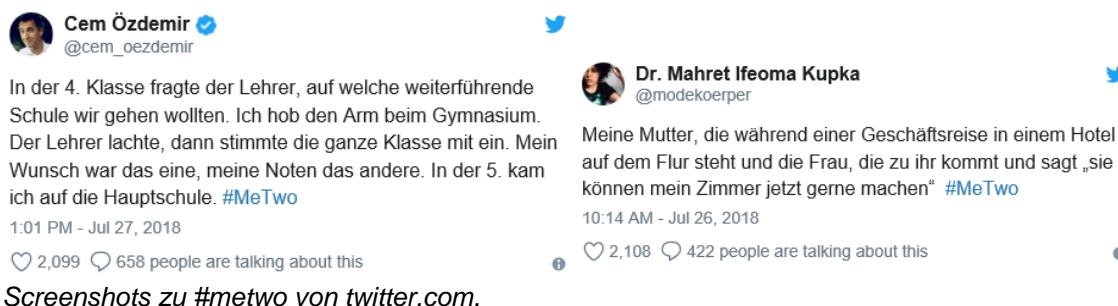 Cem Özdemir
@cem_oezdemir
In der 4. Klasse fragte der Lehrer, auf welche weiterführende
Schule wir gehen wollten. Ich hob den Arm beim Gymnasium.
Der Lehrer lachte, dann stimmte die ganze Klasse mit ein. Mein
Wunsch war das eine, meine Noten das andere. In der 5. kam
ich auf die Hauptschule. #MeTwo
1:01 PM - Jul 27, 2018
2,099 658 people are talking about this
Dr. Mahret Ifeoma Kupka
@modekoerper
Meine Mutter, die während einer Geschäftsreise in einem Hotel
auf dem Flur steht und die Frau, die zu ihr kommt und sagt „sie
können mein Zimmer jetzt gerne machen“ #MeTwo
10:14 AM - Jul 26, 2018
2,108 422 people are talking about this
Screenshots zu #metwo von twitter.com.